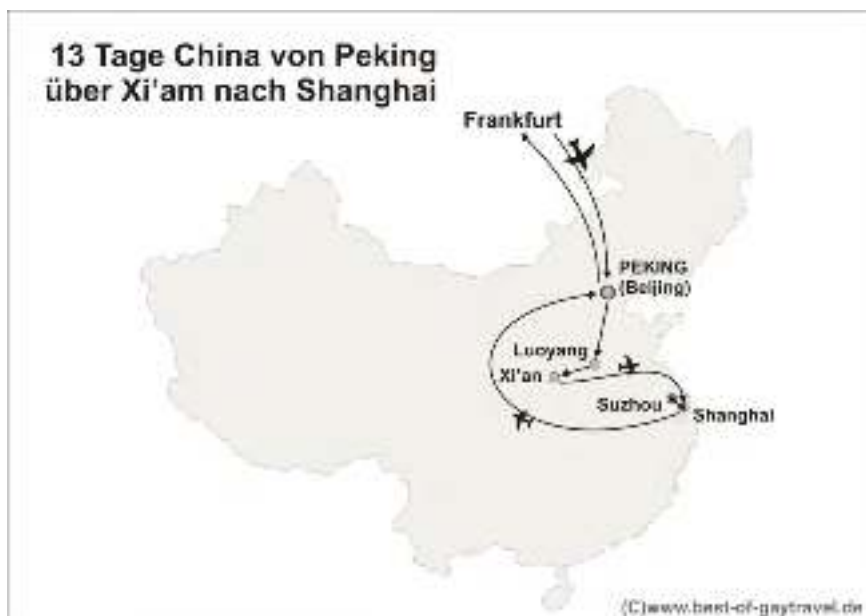 13 Tage China von Peking
über Xi'am nach Shanghai
Frankfurt
PEKING
(Beijing)
Luoyang
Xi'an
Suzhou
Shanghai
(C)www.best-of-gaytravel.de